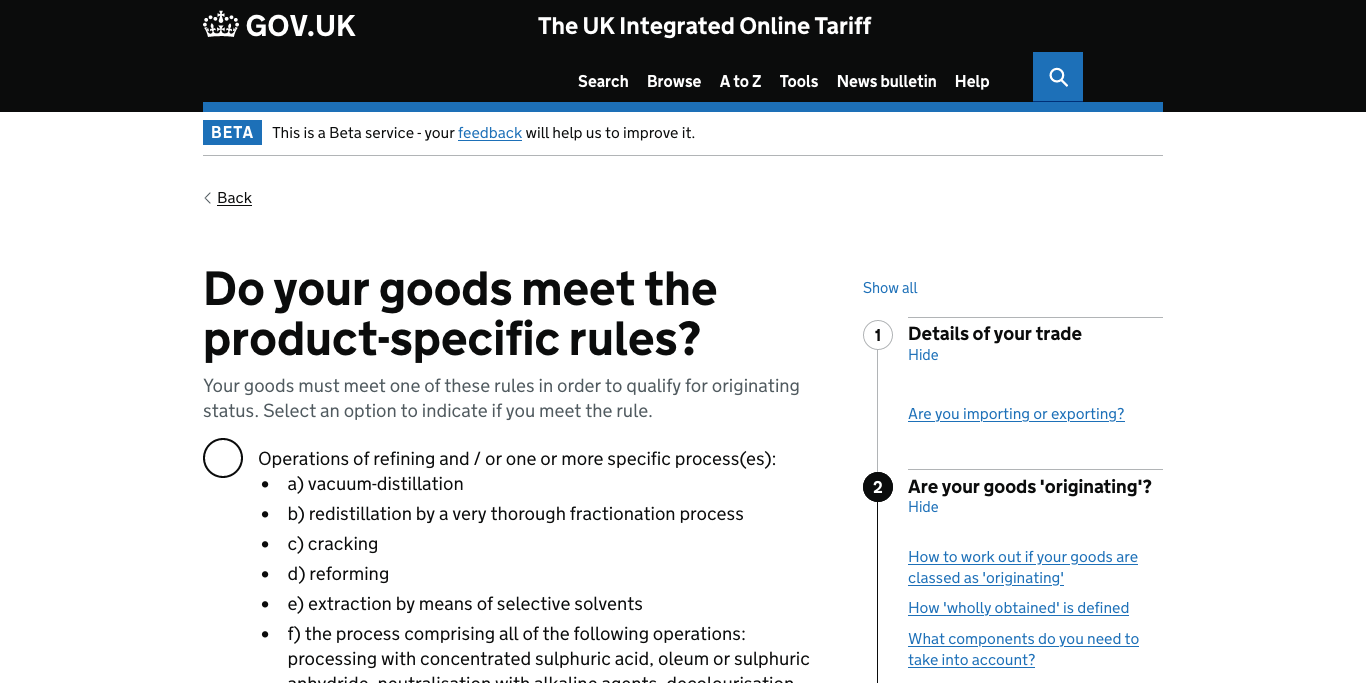 GOV.UK
The UK Integrated Online Tariff
Search Browse A to Z Tools News bulletin Help
BETA This is a Beta service - your feedback will help us to improve it.
Back
Do your goods meet the
product-specific rules?
Your goods must meet one of these rules in order to qualify for originating
status. Select an option to indicate if you meet the rule.
Operations of refining and / or one or more specific process(es):
a) vacuum-distillation
b) redistillation by a very thorough fractionation process
c) cracking
d) reforming
e) extraction by means of selective solvents
f) the process comprising all of the following operations:
processing with concentrated sulphuric acid, oleum or sulphuric
anhydride, neutralisation with alkaline agents, decolourisation
Show all
1 Details of your trade
Hide
Are you importing or exporting?
2 Are your goods 'originating'?
Hide
How to work out if your goods are
classed as 'originating'
How 'wholly obtained' is defined
What components do you need to
take into account?